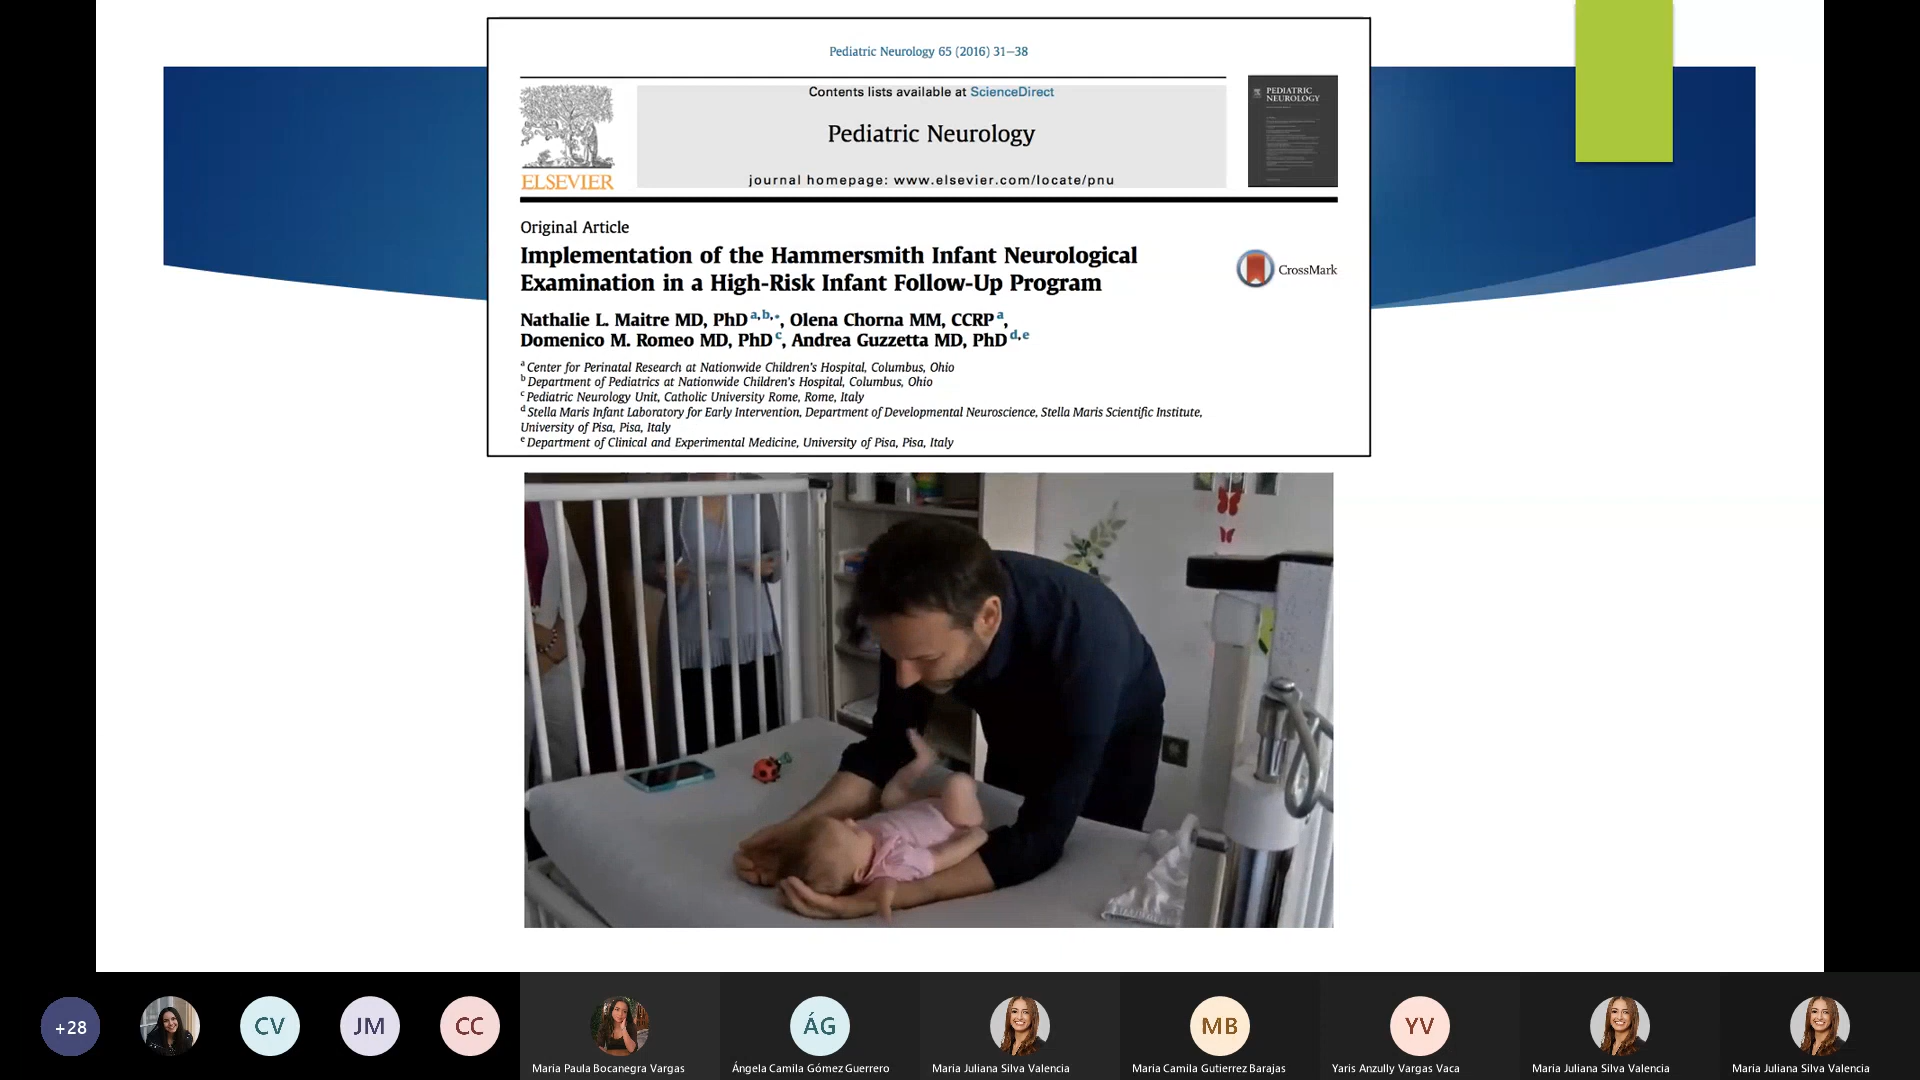 Pediatric Neurology 65 (2016) 31–38
Contents lists available at ScienceDirect
Pediatric Neurology
journal homepage: www.elsevier.com/locate/pnu
ELSEVIER
PEDIATRIC
NEUROLOGY
Original Article
Implementation of the Hammersmith Infant Neurological
Examination in a High-Risk Infant Follow-Up Program
CrossMark
Nathalie L. Maitre MD, PhD a,b,*, Olena Chorna MM, CCRP a,
Domenico M. Romeo MD, PhD c, Andrea Guzzetta MD, PhD d,e
a Center for Perinatal Research at Nationwide Children's Hospital, Columbus, Ohio
b Department of Pediatrics at Nationwide Children's Hospital, Columbus, Ohio
c Pediatric Neurology Unit, Catholic University Rome, Rome, Italy
d Stella Maris Infant Laboratory for Early Intervention, Department of Developmental Neuroscience, Stella Maris Scientific Institute,
University of Pisa, Pisa, Italy
e Department of Clinical and Experimental Medicine, University of Pisa, Pisa, Italy
+28
CV
JM
CC
ÁG
MB
YV
Maria Paula Bocanegra Vargas
Ángela Camila Gómez Guerrero
Maria Juliana Silva Valencia
Maria Camila Gutierrez Barajas
Yaris Anzully Vargas Vaca
Maria Juliana Silva Valencia
Maria Juliana Silva Valencia